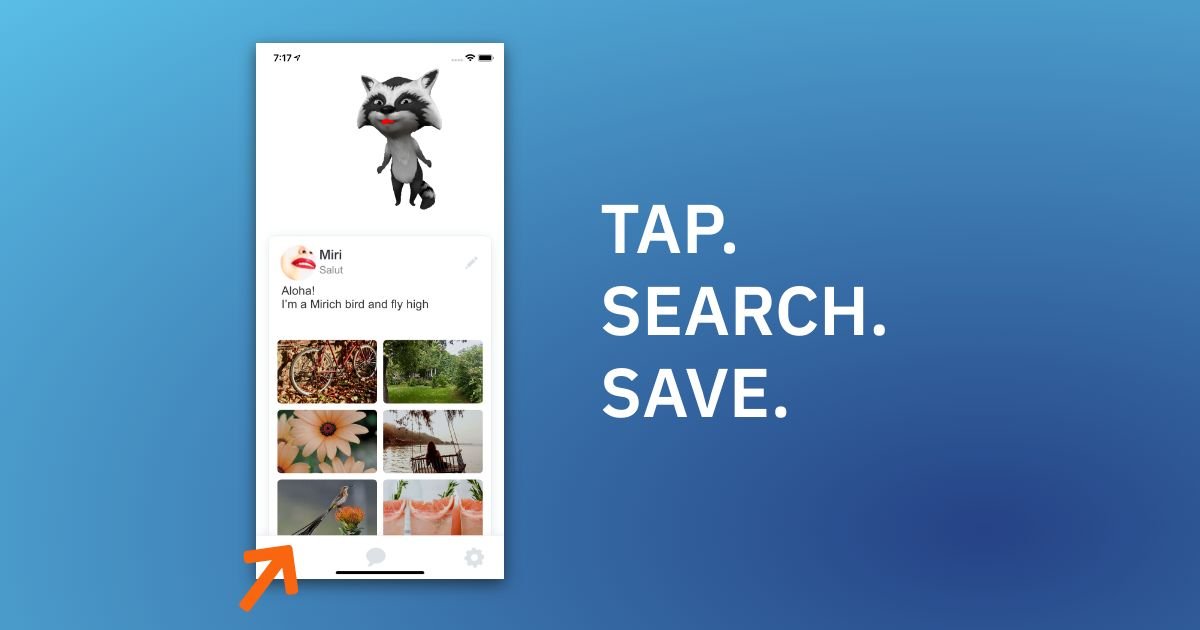 7:17
Miri
Salut
Aloha!
I'm a Mirich bird and fly high
TAP.
SEARCH.
SAVE.